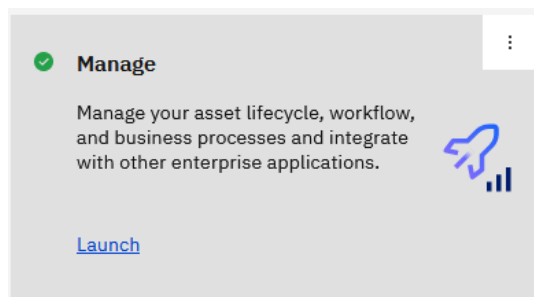 Manage
Manage your asset lifecycle, workflow,
and business processes and integrate
with other enterprise applications.
Launch